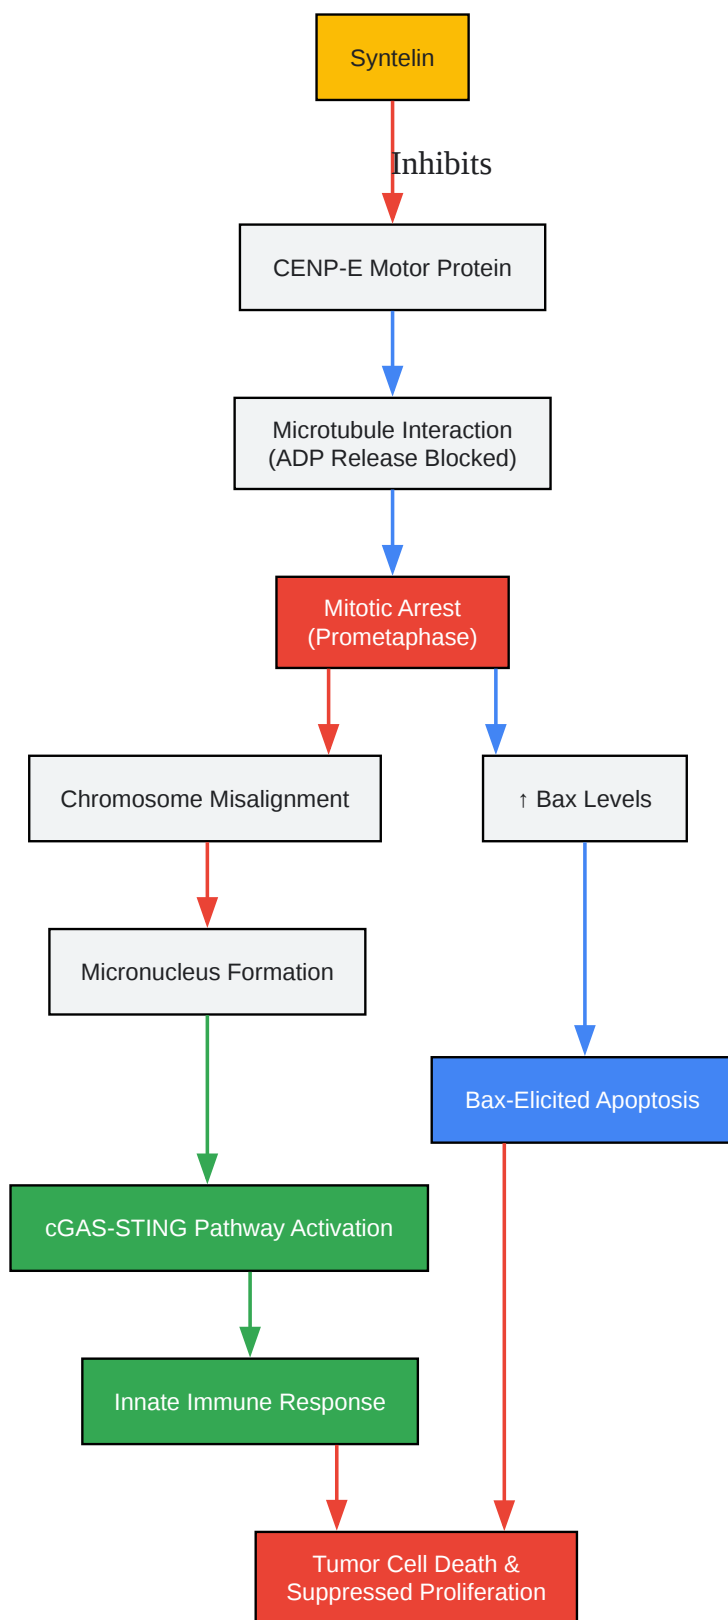 Syntelin
Inhibits
CENP-E Motor Protein
Microtubule Interaction
(ADP Release Blocked)
Mitotic Arrest
(Prometaphase)
Chromosome Misalignment
↑ Bax Levels
Micronucleus Formation
Bax-Elicited Apoptosis
cGAS-STING Pathway Activation
Innate Immune Response
Tumor Cell Death &
Suppressed Proliferation